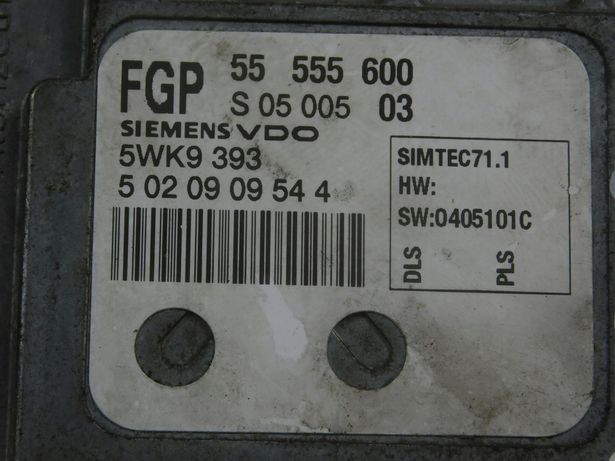 FGP 55 555 600
S 05 005 03
SIEMENS VDO
5WK9 393
5 02 09 09 54 4
SIMTEC71.1
HW:
SW:0405101C
DLS
PLS